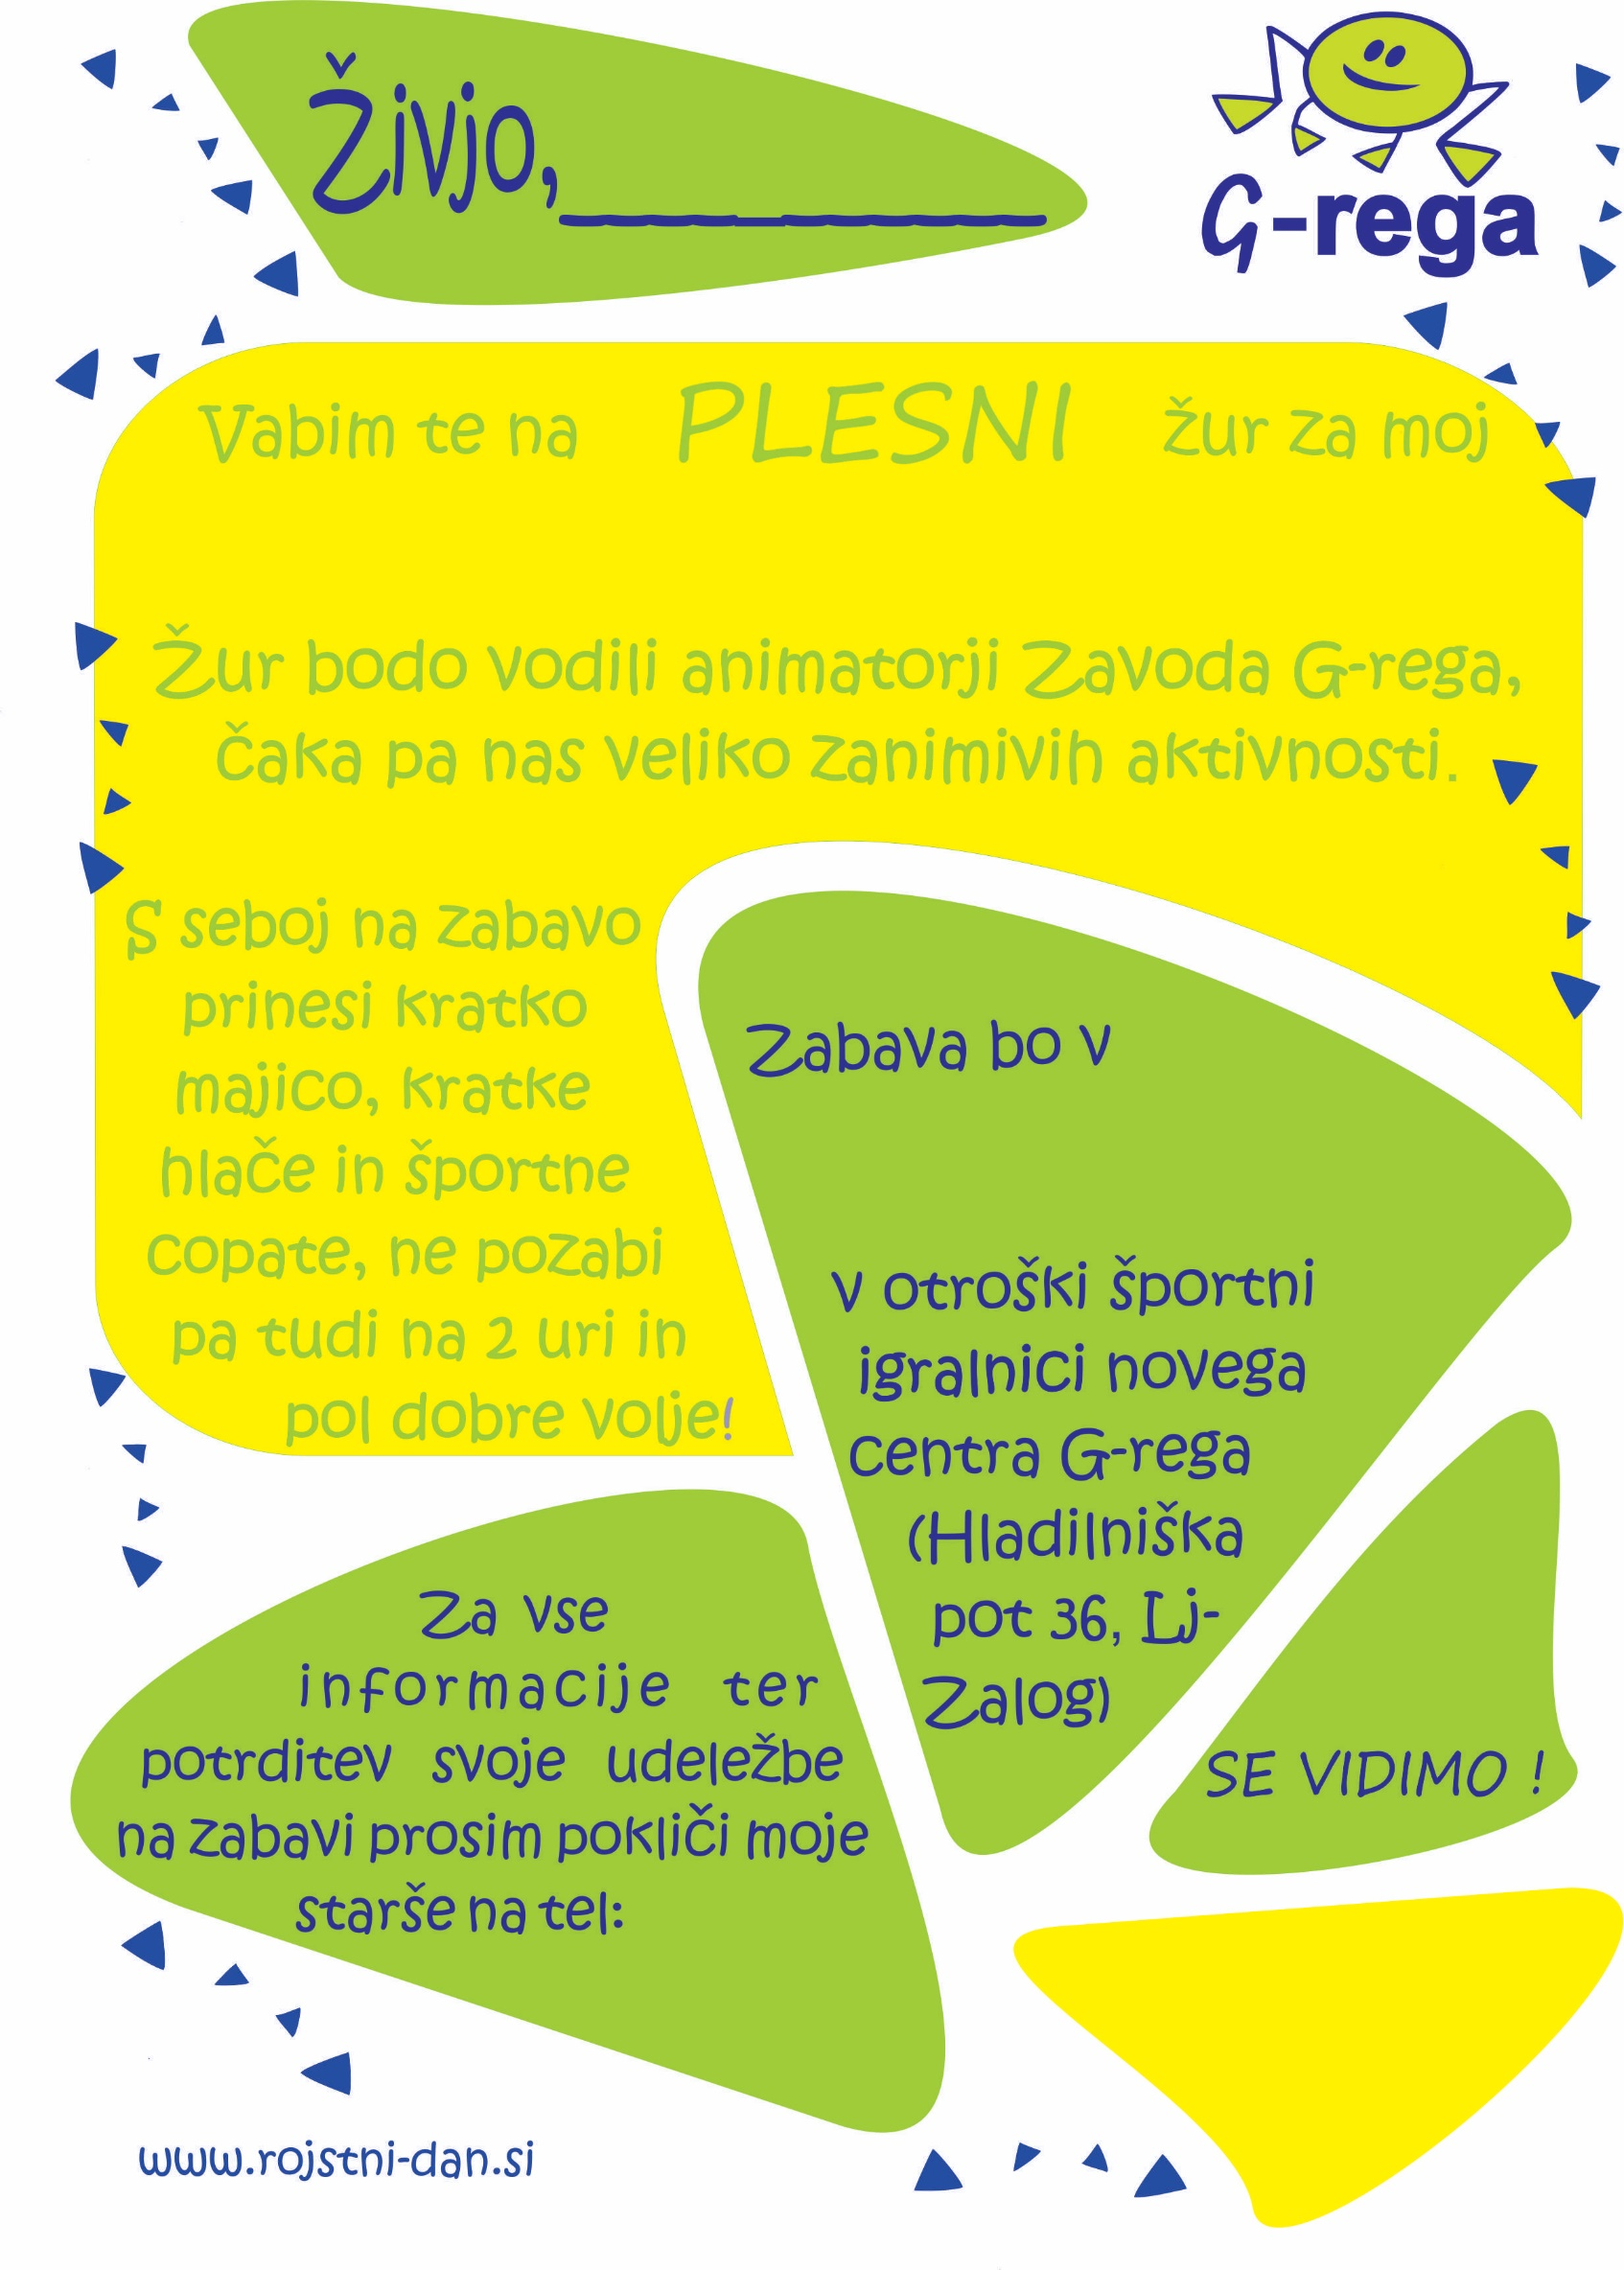 Živjo,____________
G-rega
Vabim te na PLESNI žur za moj
Žur bodo vodili animatorji Zavoda G-rega,
čaka pa nas veliko zanimivih aktivnosti.
S seboj na zabavo
prinesi kratko
majico, kratke
hlače in športne
copate, ne pozabi
pa tudi na 2 uri in
pol dobre volje!
Zabava bo v
v otroški športni
igralnici novega
centra G-rega
(Hladilniška
pot 36, Lj-
Zalog)
Za vse
informacije ter
potrditev svoje udeležbe
na zabavi prosim pokliči moje
starše na tel:
SE VIDIMO !
www.rojstni-dan.si